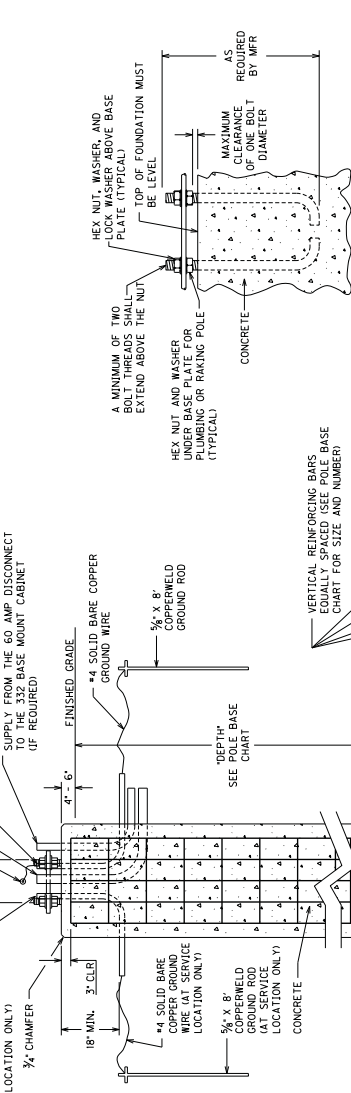 SUPPLY FROM THE 60 AMP DISCONNECT
TO THE 332 BASE MOUNT CABINET
(IF REQUIRED)
LOCATION ONLY)
3/4" CHAMFER
4" - 6"
FINISHED GRADE
18" MIN.
3" CLR
#4 SOLID BARE COPPER
GROUND WIRE
5/8" X 8'
COPPERWELD
GROUND ROD
"DEPTH"
SEE POLE BASE
CHART
#4 SOLID BARE
COPPER GROUND
WIRE (AT SERVICE
LOCATION ONLY)
5/8" X 8'
COPPERWELD
GROUND ROD
(AT SERVICE
LOCATION ONLY)
CONCRETE
VERTICAL REINFORCING BARS
EQUALLY SPACED (SEE POLE BASE
CHART FOR SIZE AND NUMBER)
HEX NUT, WASHER, AND
LOCK WASHER ABOVE BASE
PLATE (TYPICAL)
TOP OF FOUNDATION MUST
BE LEVEL
A MINIMUM OF TWO
BOLT THREADS SHALL
EXTEND ABOVE THE NUT
HEX NUT AND WASHER
UNDER BASE PLATE FOR
PLUMBING OR RAKING POLE
(TYPICAL)
CONCRETE
MAXIMUM
CLEARANCE
OF ONE BOLT
DIAMETER
AS
REQUIRED
BY MFR